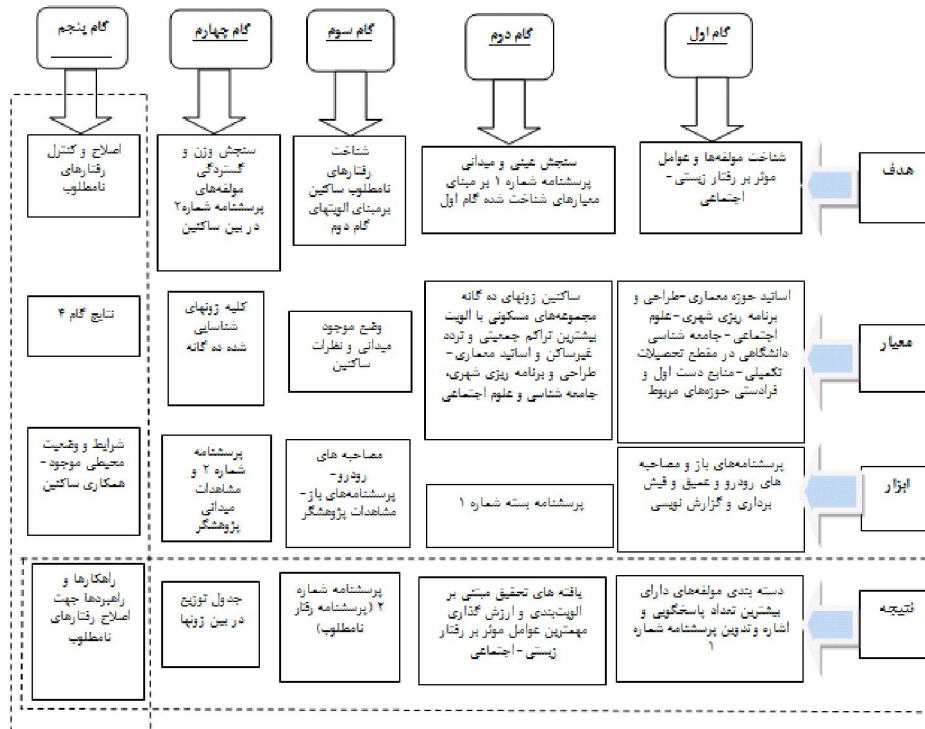 گام اول
گام دوم
گام سوم
گام چهارم
گام پنجم
هدف
شناخت مولفه‌ها و عوامل
موثر بر رفتار زیستی-
اجتماعی
سنجش عینی و میدانی
پرسشنامه شماره ۱ بر مبنای
معیارهای شناخت شده گام اول
شناخت
رفتارهای
نامطلوب ساکنین
برمبنای الویتهای
گام دوم
سنجش وزن و
گستردگی
مولفه‌های
پرسشنامه شماره۲
در بین ساکنین
اصلاح و کنترل
رفتارهای
نامطلوب
معیار
اساتید حوزه معماری-طراحی و
برنامه ریزی شهری-علوم
اجتماعی-جامعه شناسی
دانشگاهی در مقطع تحصیلات
تکمیلی-منابع دست اول و
فرادستی حوزه‌های مربوط
ساکنین زونهای ده گانه
مجموعه‌های مسکونی با الویت
بیشترین تراکم جمعیتی و تردد
غیرساکن و اساتید معماری-
طراحی و برنامه ریزی شهری،
جامعه شناسی و علوم اجتماعی
وضع موجود
میدانی و نظرات
ساکنین
کلیه زونهای
شناسایی
شده ده گانه
نتایج گام ۴
ابزار
پرسشنامه‌های باز و مصاحبه
های رودرو و عمیق و فیش
برداری و گزارش نویسی
پرسشنامه بسته شماره ۱
مصاحبه های
رودرو-
پرسشنامه‌های باز-
مشاهدات پژوهشگر
پرسشنامه
شماره ۲ و
مشاهدات
میدانی
پژوهشگر
شرایط و وضعیت
محیطی موجود-
همکاری ساکنین
نتیجه
دسته بندی مولفه‌های دارای
بیشترین تعداد پاسخگویی و
اشاره و تدوین پرسشنامه شماره
۱
یافته های تحقیق مبتنی بر
الویت‌بندی و ارزش گذاری
مهمترین عوامل موثر بر رفتار
زیستی-اجتماعی
پرسشنامه شماره
۲ (پرسشنامه رفتار
نامطلوب)
جدول توزیع
در بین زونها
راهکارها و
راهبردها جهت
اصلاح رفتارهای
نامطلوب